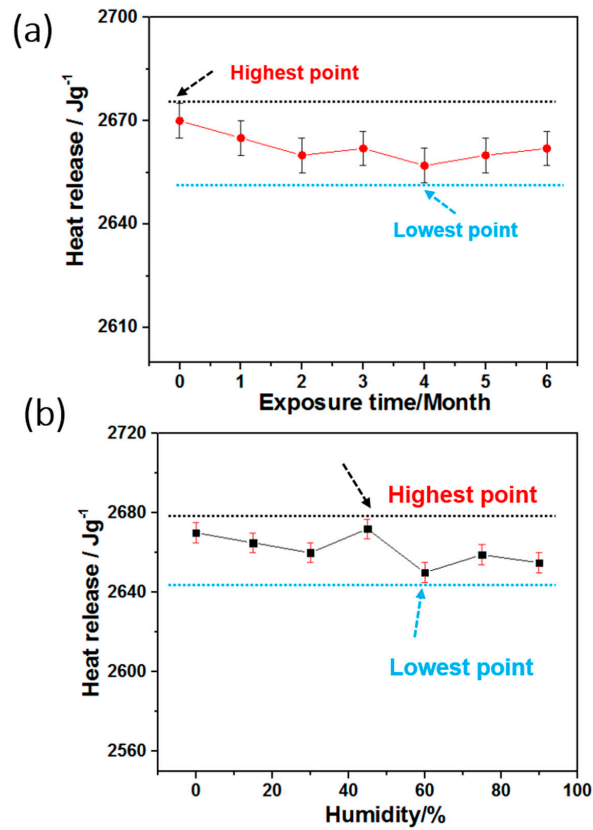 (a)
2700
2670
2640
2610
Heat release / Jg⁻¹
Highest point
Lowest point
0 1 2 3 4 5 6
Exposure time/Month
(b)
2720
2680
2640
2600
2560
Heat release / Jg⁻¹
Highest point
Lowest point
0 20 40 60 80 100
Humidity/%